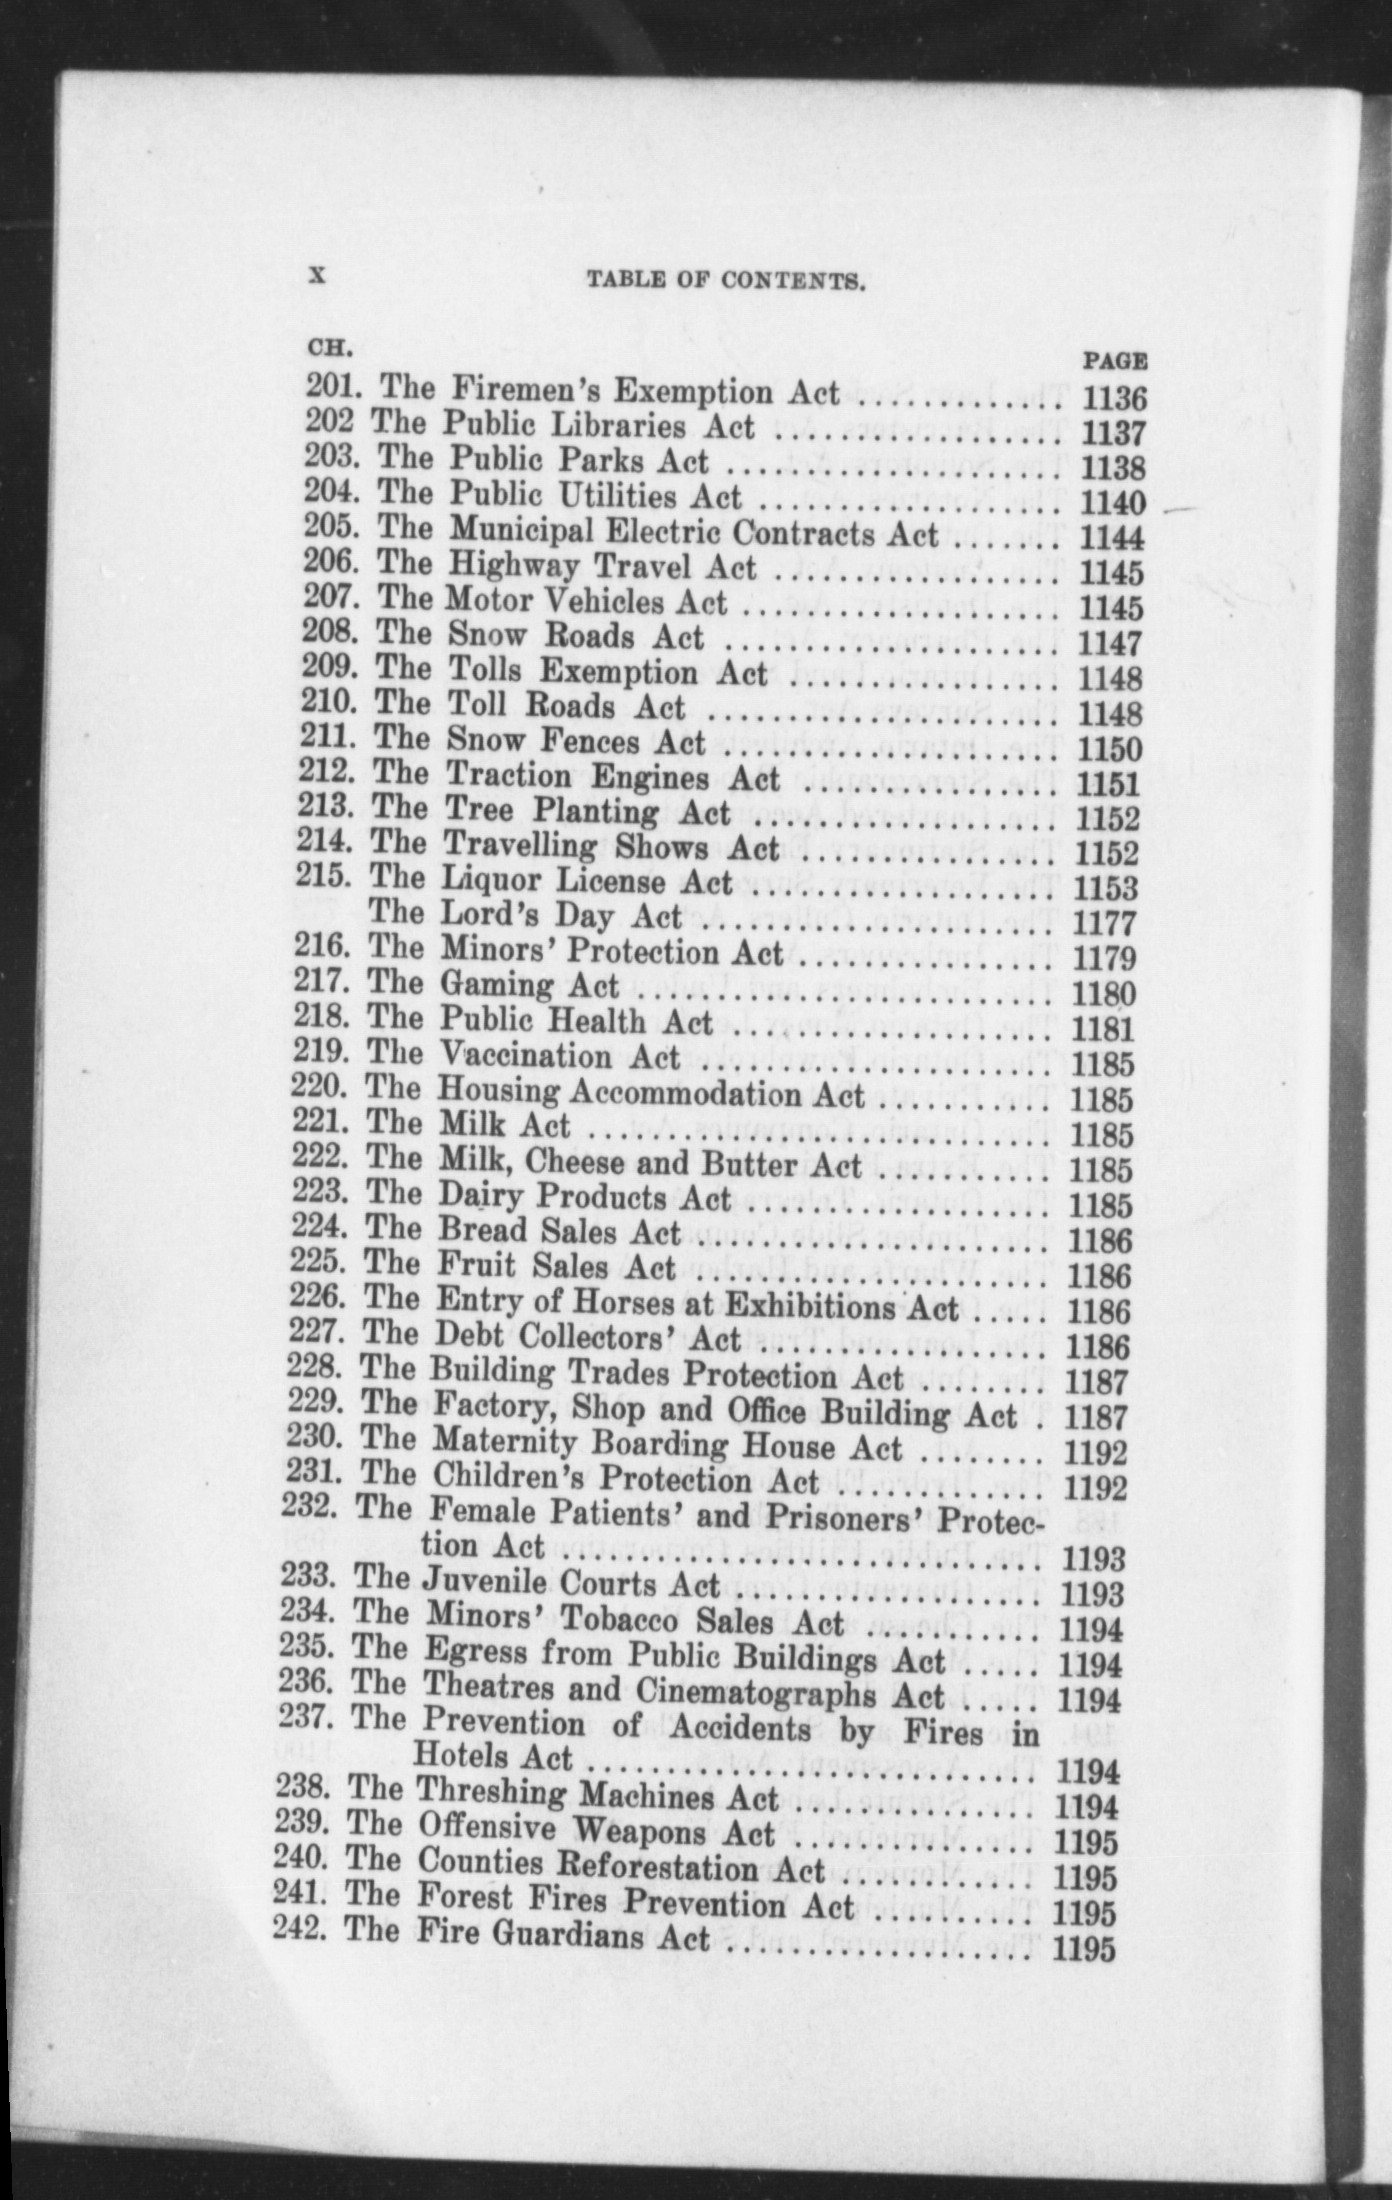 x
TABLE OF CONTENTS.
CH.
PAGE
201. The Firemen's Exemption Act ............. 1136
202 The Public Libraries Act .................. 1137
203. The Public Parks Act ..................... 1138
204. The Public Utilities Act ................... 1140
205. The Municipal Electric Contracts Act ....... 1144
206. The Highway Travel Act .................. 1145
207. The Motor Vehicles Act .................... 1145
208. The Snow Roads Act ..................... 1147
209. The Tolls Exemption Act ................. 1148
210. The Toll Roads Act ...................... 1148
211. The Snow Fences Act ..................... 1150
212. The Traction Engines Act ................ 1151
213. The Tree Planting Act ................... 1152
214. The Travelling Shows Act ................ 1152
215. The Liquor License Act ................... 1153
The Lord's Day Act ...................... 1177
216. The Minors' Protection Act ................ 1179
217. The Gaming Act .......................... 1180
218. The Public Health Act .................... 1181
219. The Vaccination Act ...................... 1185
220. The Housing Accommodation Act ........... 1185
221. The Milk Act ............................. 1185
222. The Milk, Cheese and Butter Act ........... 1185
223. The Dairy Products Act ................... 1185
224. The Bread Sales Act ...................... 1186
225. The Fruit Sales Act ...................... 1186
226. The Entry of Horses at Exhibitions Act ..... 1186
227. The Debt Collectors' Act .................. 1186
228. The Building Trades Protection Act ........ 1187
229. The Factory, Shop and Office Building Act . 1187
230. The Maternity Boarding House Act ........ 1192
231. The Children's Protection Act ............. 1192
232. The Female Patients' and Prisoners' Protec-
tion Act .............................. 1193
233. The Juvenile Courts Act ................... 1193
234. The Minors' Tobacco Sales Act ........... 1194
235. The Egress from Public Buildings Act ..... 1194
236. The Theatres and Cinematographs Act ..... 1194
237. The Prevention of Accidents by Fires in
Hotels Act ............................ 1194
238. The Threshing Machines Act ............... 1194
239. The Offensive Weapons Act ............... 1195
240. The Counties Reforestation Act ............ 1195
241. The Forest Fires Prevention Act .......... 1195
242. The Fire Guardians Act ................... 1195